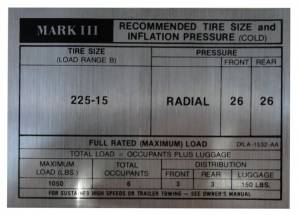 MARK III
RECOMMENDED TIRE SIZE and
INFLATION PRESSURE (COLD)
TIRE SIZE
(LOAD RANGE B)
PRESSURE
FRONT REAR
225-15 RADIAL 26 26
FULL RATED (MAXIMUM) LOAD
TOTAL LOAD = OCCUPANTS PLUS LUGGAGE
MAXIMUM
LOAD (LBS.)
TOTAL
OCCUPANTS
DISTRIBUTION
FRONT REAR LUGGAGE
1050 6 3 3 150 LBS.
FOR SUSTAINED HIGH SPEEDS OR TRAILER TOWING — SEE OWNER'S MANUAL